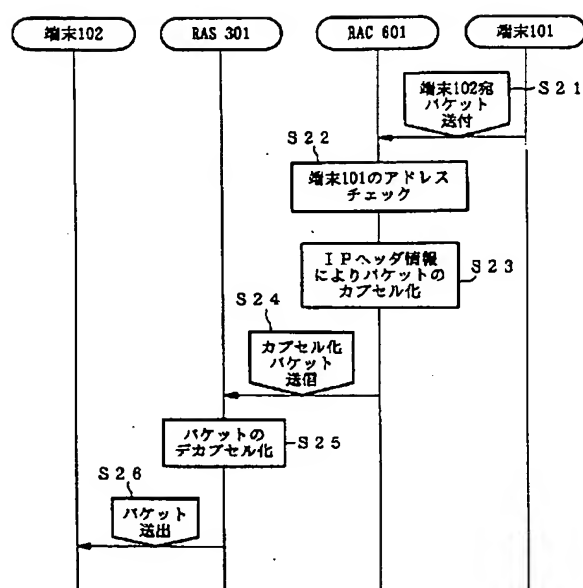 端末102
RAS 301
RAC 601
端末101
端末102宛
パケット
送付
S21
S22
端末101のアドレス
チェック
IPヘッダ情報
によりパケットの
カプセル化
S23
S24
カプセル化
パケット
送信
パケットの
デカプセル化
S25
S26
パケット
送出